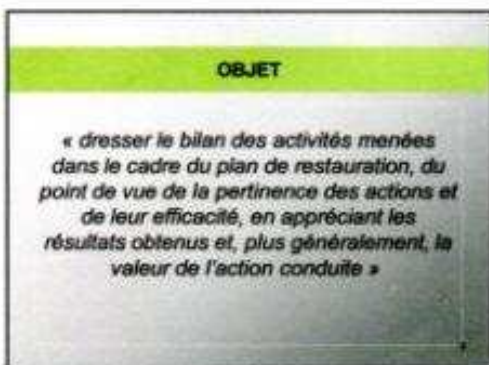 OBJET
« dresser le bilan des activités menées
dans le cadre du plan de restauration, du
point de vue de la pertinence des actions et
de leur efficacité, en appréciant les
résultats obtenus et, plus généralement, la
valeur de l'action conduite »